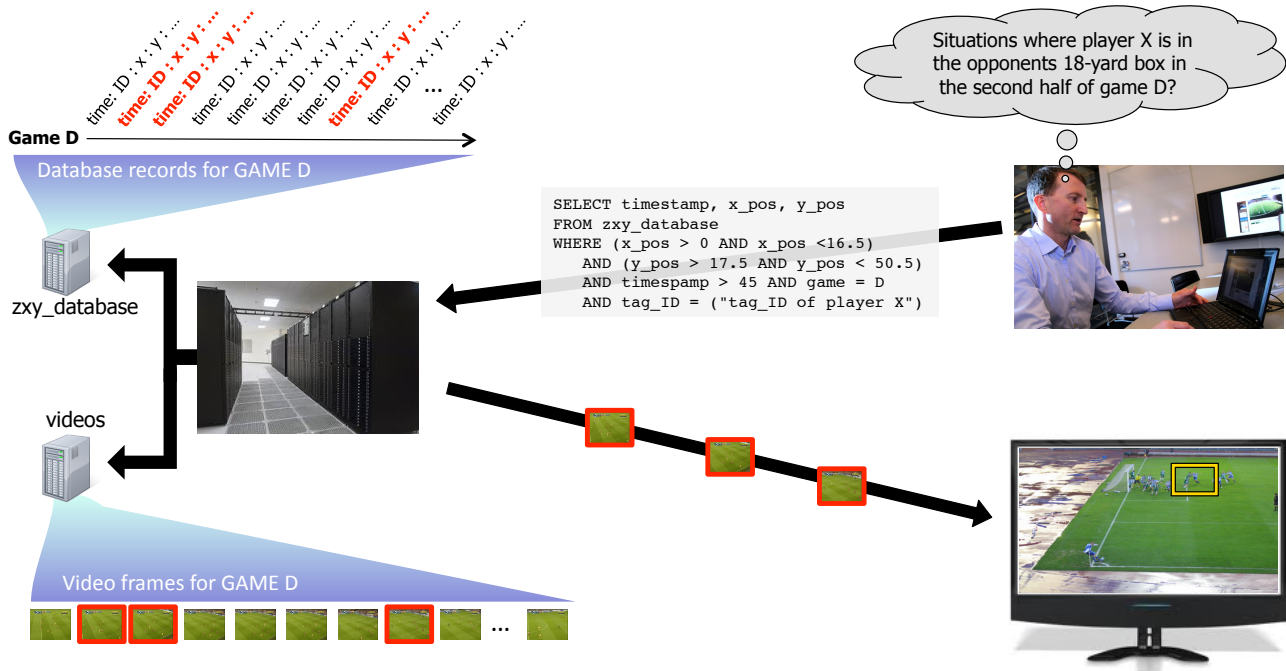 time: ID : x : y : ...
time: ID : x : y : ...
time: ID : x : y : ...
time: ID : x : y : ...
time: ID : x : y : ...
time: ID : x : y : ...
time: ID : x : y : ...
time: ID : x : y : ...
time: ID : x : y : ...
...
time: ID : x : y : ...
Game D
Database records for GAME D
Situations where player X is in
the opponents 18-yard box in
the second half of game D?
SELECT timestamp, x_pos, y_pos
FROM zxy_database
WHERE (x_pos > 0 AND x_pos <16.5)
AND (y_pos > 17.5 AND y_pos < 50.5)
AND timespamp > 45 AND game = D
AND tag_ID = ("tag_ID of player X")
zxy_database
videos
Video frames for GAME D
...